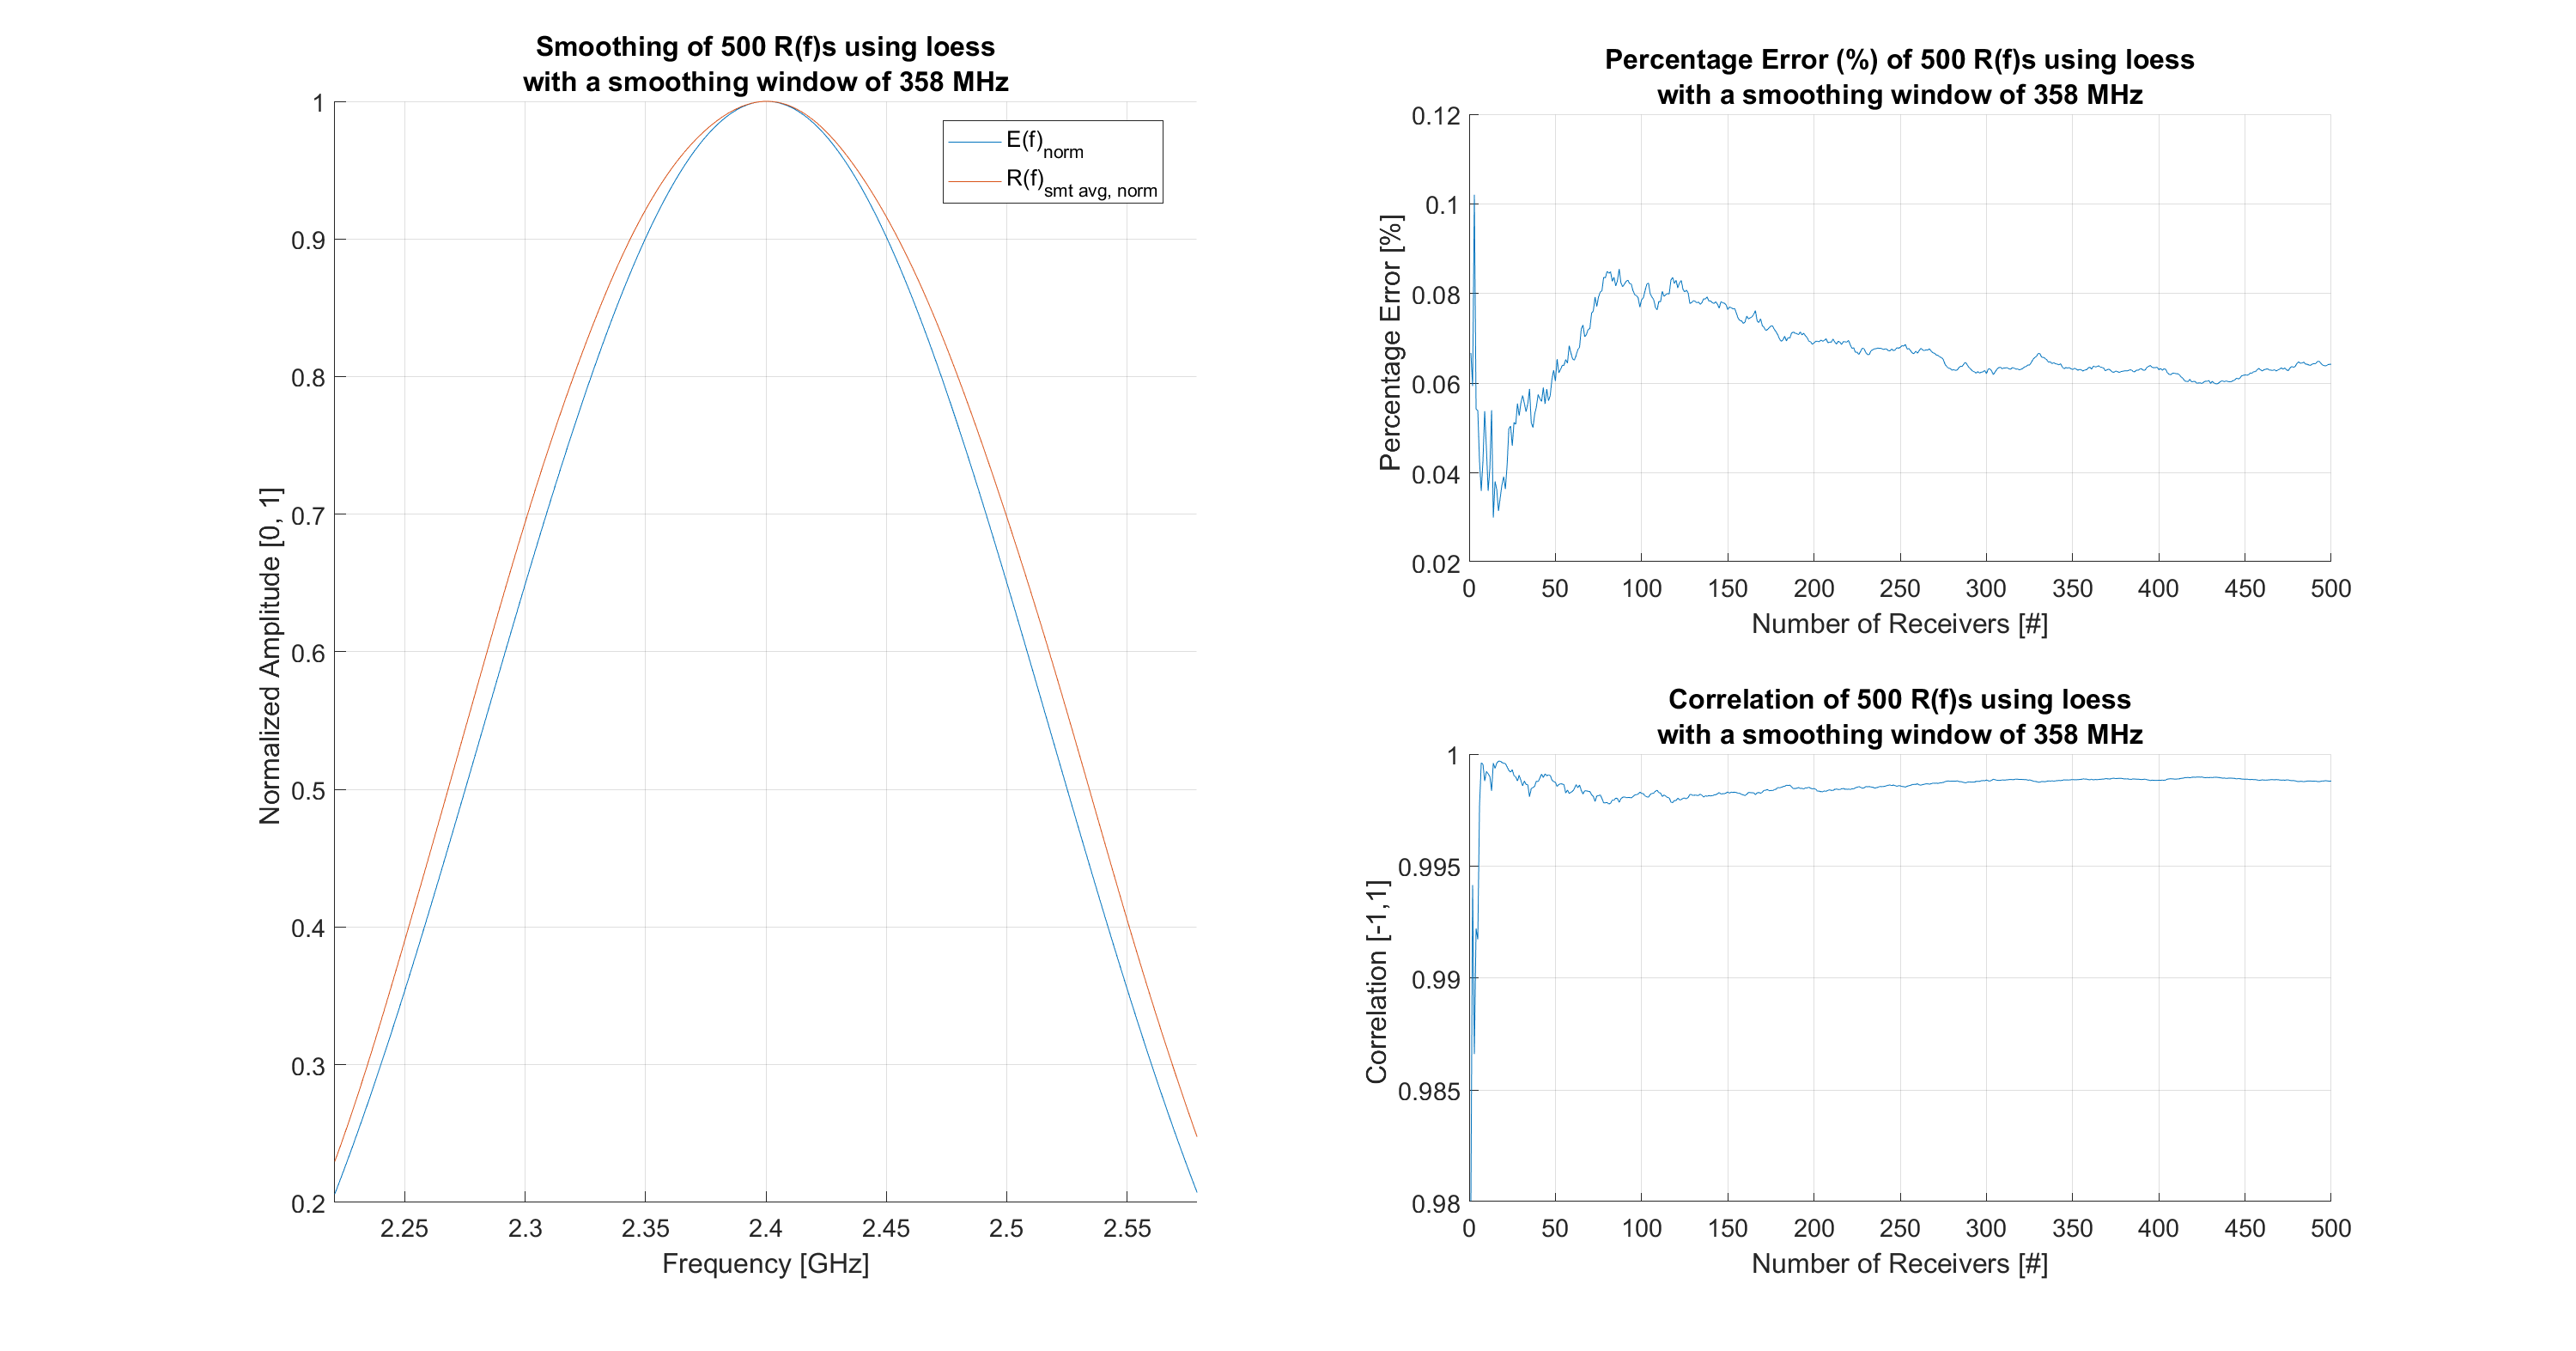 Smoothing of 500 R(f)s using loess
with a smoothing window of 358 MHz
1
0.9
0.8
0.7
0.6
0.5
0.4
0.3
0.2
Normalized Amplitude [0, 1]
2.25 2.3 2.35 2.4 2.45 2.5 2.55
Frequency [GHz]
E(f)norm
R(f)smt avg, norm
Percentage Error (%) of 500 R(f)s using loess
with a smoothing window of 358 MHz
0.12
0.1
0.08
0.06
0.04
0.02
Percentage Error [%]
0 50 100 150 200 250 300 350 400 450 500
Number of Receivers [#]
Correlation of 500 R(f)s using loess
with a smoothing window of 358 MHz
1
0.995
0.99
0.985
0.98
Correlation [-1,1]
0 50 100 150 200 250 300 350 400 450 500
Number of Receivers [#]